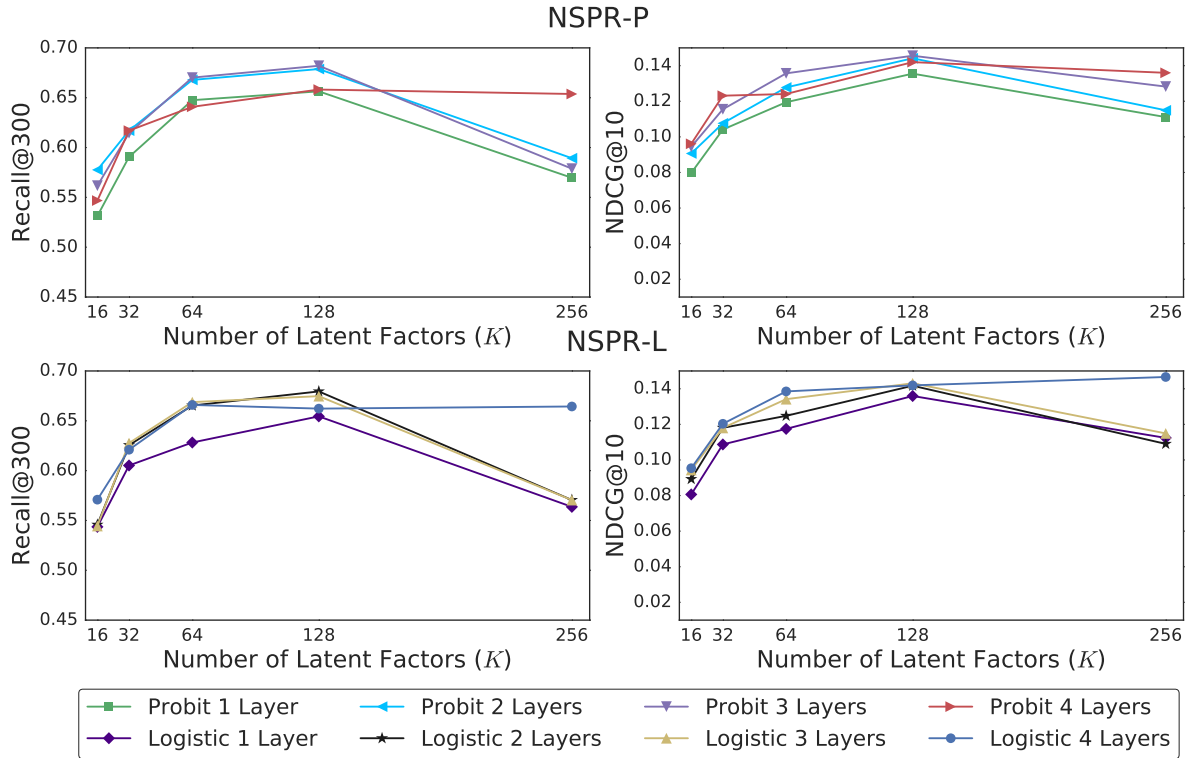 NSPR-P
0.70
0.65
0.60
0.55
0.50
0.45
Recall@300
16 32 64 128 256
Number of Latent Factors (K)
0.14
0.12
0.10
0.08
0.06
0.04
0.02
NDCG@10
16 32 64 128 256
Number of Latent Factors (K)
NSPR-L
0.70
0.65
0.60
0.55
0.50
0.45
Recall@300
16 32 64 128 256
Number of Latent Factors (K)
0.14
0.12
0.10
0.08
0.06
0.04
0.02
NDCG@10
16 32 64 128 256
Number of Latent Factors (K)
Probit 1 Layer Probit 2 Layers Probit 3 Layers Probit 4 Layers
Logistic 1 Layer Logistic 2 Layers Logistic 3 Layers Logistic 4 Layers